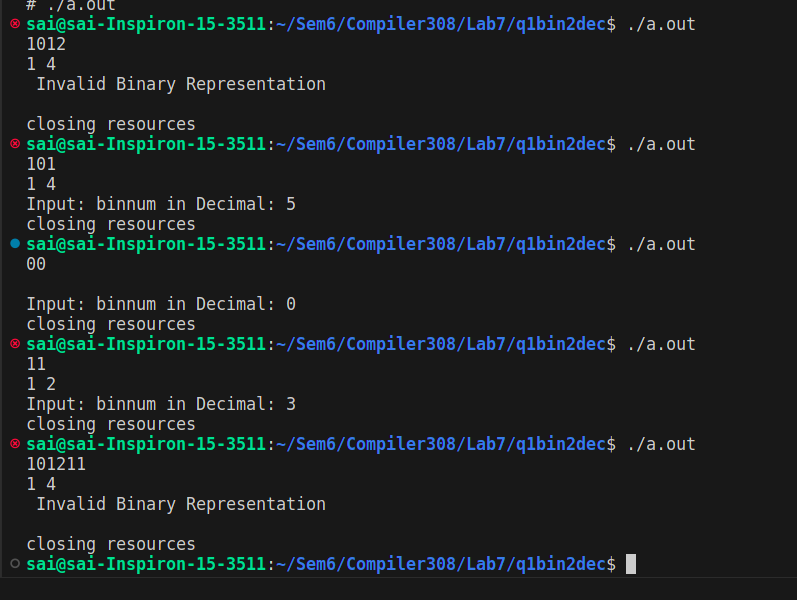 # ./a.out
sai@sai-Inspiron-15-3511:~/Sem6/Compiler308/Lab7/q1bin2dec$ ./a.out
1012
1 4
 Invalid Binary Representation

closing resources
sai@sai-Inspiron-15-3511:~/Sem6/Compiler308/Lab7/q1bin2dec$ ./a.out
101
1 4
Input: binnum in Decimal: 5
closing resources
sai@sai-Inspiron-15-3511:~/Sem6/Compiler308/Lab7/q1bin2dec$ ./a.out
00

Input: binnum in Decimal: 0
closing resources
sai@sai-Inspiron-15-3511:~/Sem6/Compiler308/Lab7/q1bin2dec$ ./a.out
11
1 2
Input: binnum in Decimal: 3
closing resources
sai@sai-Inspiron-15-3511:~/Sem6/Compiler308/Lab7/q1bin2dec$ ./a.out
101211
1 4
 Invalid Binary Representation

closing resources
sai@sai-Inspiron-15-3511:~/Sem6/Compiler308/Lab7/q1bin2dec$